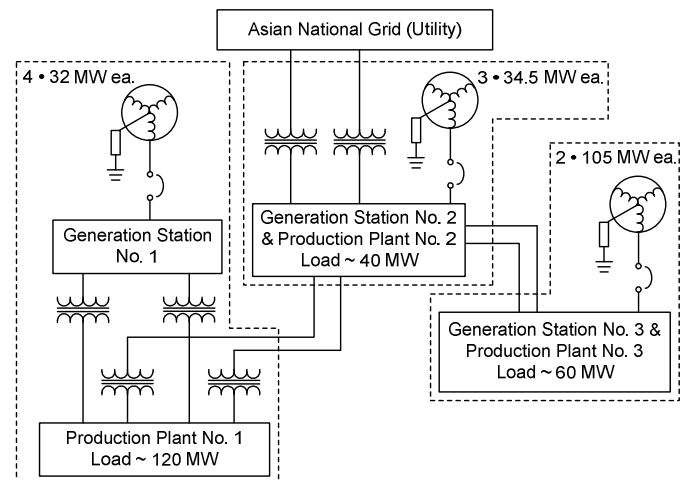 Asian National Grid (Utility)
4 • 32 MW ea.
3 • 34.5 MW ea.
2 • 105 MW ea.
Generation Station
No. 1
Generation Station No. 2
& Production Plant No. 2
Load ~ 40 MW
Generation Station No. 3 &
Production Plant No. 3
Load ~ 60 MW
Production Plant No. 1
Load ~ 120 MW